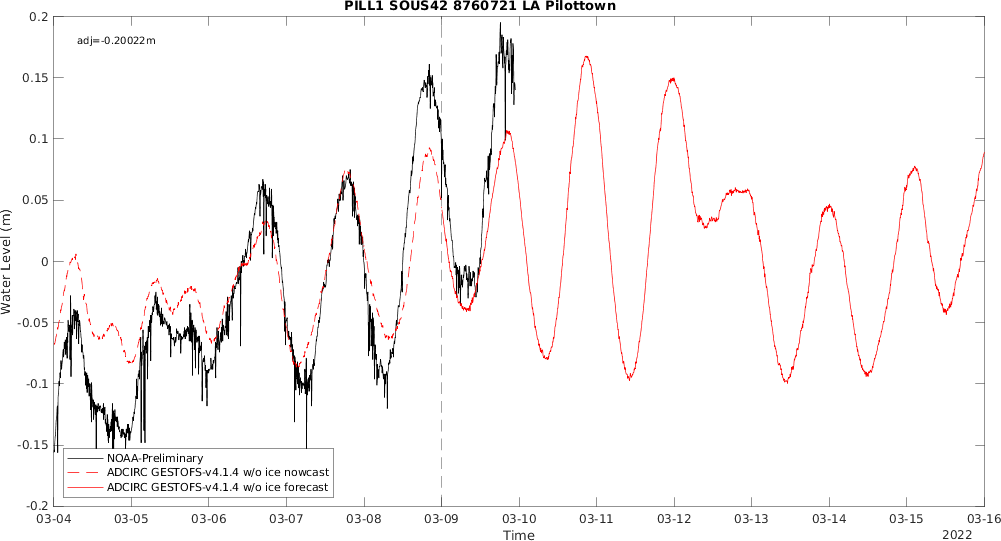 PILL1 SOUS42 8760721 LA Pilottown
adj=-0.20022m
0.2
0.15
0.1
0.05
0
-0.05
-0.1
-0.15
-0.2
Water Level (m)
NOAA-Preliminary
ADCIRC GESTOFS-v4.1.4 w/o ice nowcast
ADCIRC GESTOFS-v4.1.4 w/o ice forecast
03-04 03-05 03-06 03-07 03-08 03-09 03-10 03-11 03-12 03-13 03-14 03-15 03-16
Time
2022